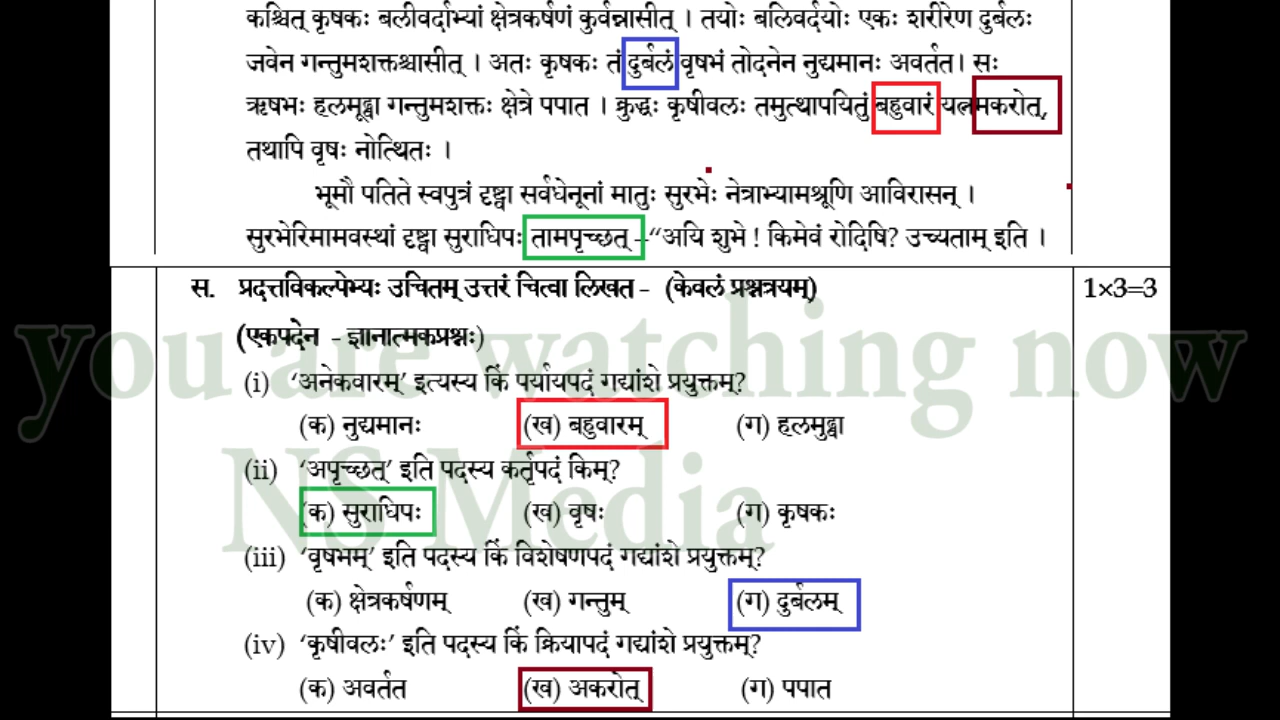 कश्चित् कृषकः बलीवर्दाभ्यां क्षेत्रकर्षणं कुर्वन्नासीत् । तयोः बलिवर्दयोः एकः शरीरेण दुर्बलः
जवेन गन्तुमशक्तश्चासीत् । अतः कृषकः तं दुर्बलं वृषभं तोदनेन नुद्यमानः अवर्तत। सः
ऋषभः हलमूढ्वा गन्तुमशक्तः क्षेत्रे पपात । क्रुद्धः कृषीवलः तमुत्थापयितुं बहुवारं यत्नमकरोत्,
तथापि वृषः नोत्थितः ।
भूमौ पतिते स्वपुत्रं दृष्ट्वा सर्वधेनूनां मातुः सुरभेः नेत्राभ्यामश्रूणि आविरासन् ।
सुरभेरिमामवस्थां दृष्ट्वा सुराधिपः तामपृच्छत् -“अयि शुभे ! किमेवं रोदिषि? उच्यताम् इति ।
स. प्रदत्तविकल्पेभ्यः उचितम् उत्तरं चित्वा लिखत - (केवलं प्रश्नत्रयम्) 1×3=3
(एकपदेन - ज्ञानात्मकप्रश्नः)
(i) ‘अनेकवारम्’ इत्यस्य किं पर्यायपदं गद्यांशे प्रयुक्तम्?
(क) नुद्यमानः (ख) बहुवारम् (ग) हलमुढ्वा
(ii) ‘अपृच्छत्’ इति पदस्य कर्तृपदं किम्?
(क) सुराधिपः (ख) वृषः (ग) कृषकः
(iii) ‘वृषभम्’ इति पदस्य किं विशेषणपदं गद्यांशे प्रयुक्तम्?
(क) क्षेत्रकर्षणम् (ख) गन्तुम् (ग) दुर्बलम्
(iv) ‘कृषीवलः’ इति पदस्य किं क्रियापदं गद्यांशे प्रयुक्तम्?
(क) अवर्तत (ख) अकरोत् (ग) पपात
you are watching now
NS Media